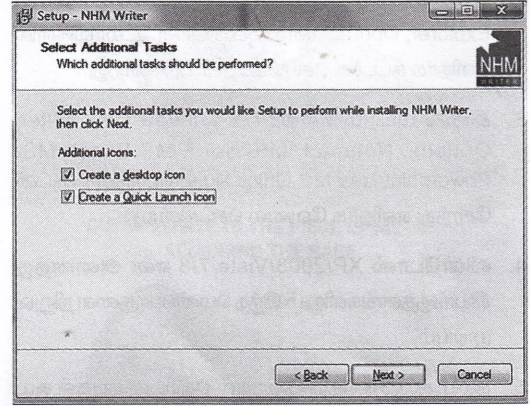 Setup - NHM Writer
Select Additional Tasks
Which additional tasks should be performed?
NHM
WRITER
Select the additional tasks you would like Setup to perform while installing NHM Writer,
then click Next.
Additional icons:
Create a desktop icon
Create a Quick Launch icon
< Back
Next >
Cancel